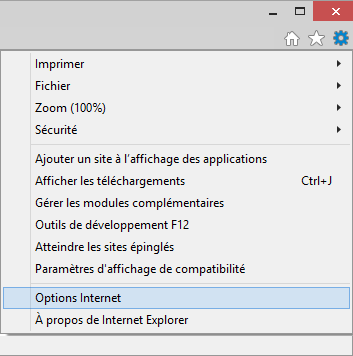 Imprimer
Fichier
Zoom (100%)
Sécurité
Ajouter un site à l'affichage des applications
Afficher les téléchargements Ctrl+J
Gérer les modules complémentaires
Outils de développement F12
Atteindre les sites épinglés
Paramètres d'affichage de compatibilité
Options Internet
À propos de Internet Explorer